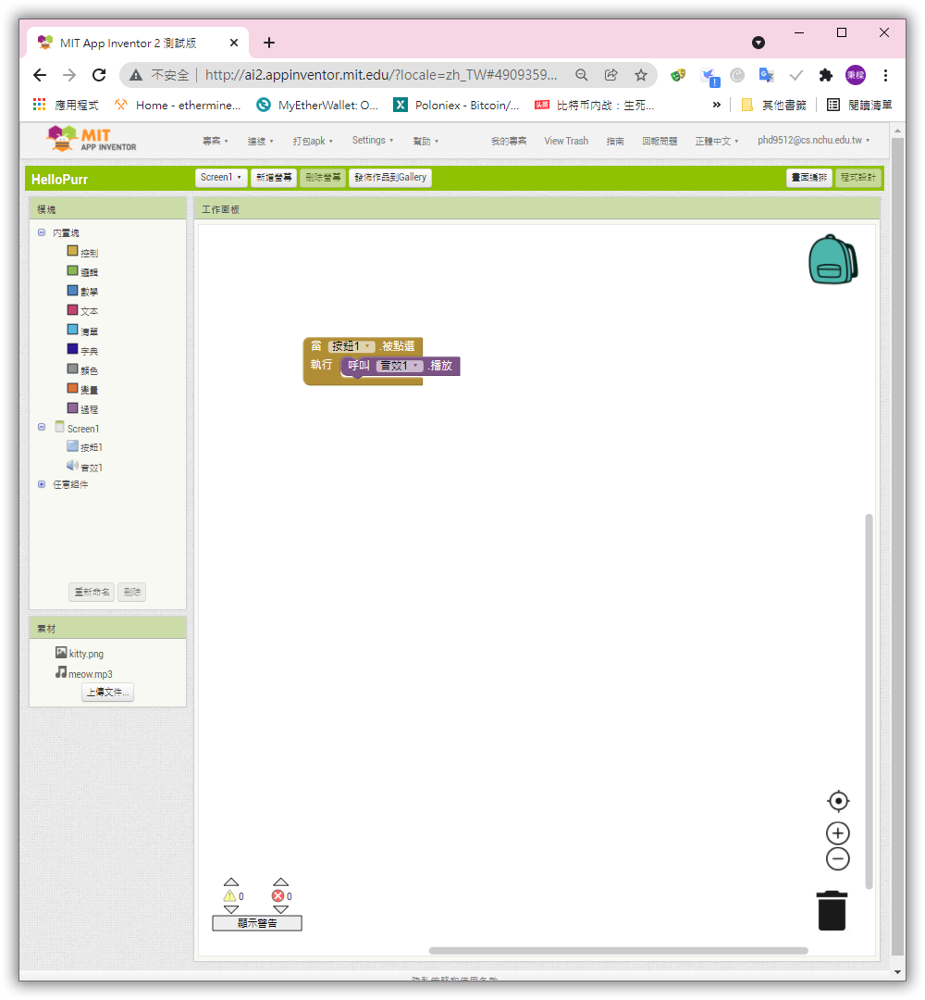 MIT App Inventor 2 測試版
不安全 | http://ai2.appinventor.mit.edu/?locale=zh_TW#4909359...
應用程式 Home - ethermine... MyEtherWallet: O... Poloniex - Bitcoin/... 头条 比特币内战：生死... » 其他書籤 閱讀清單
MIT APP INVENTOR 專案 連線 打包apk Settings 幫助 我的專案 View Trash 指南 回報問題 正體中文 phd9512@cs.nchu.edu.tw
HelloPurr Screen1 新增螢幕 刪除螢幕 發佈作品到Gallery 畫面編排 程式設計
模塊
內置塊
控制
邏輯
數學
文本
清單
字典
顏色
變量
過程
Screen1
按鈕1
音效1
任意組件
重新命名 刪除
素材
kitty.png
meow.mp3
上傳文件...
工作面板
當 按鈕1 .被點選
執行 呼叫 音效1 .播放
0 0
顯示警告
秉樑
隱私策略和使用條款